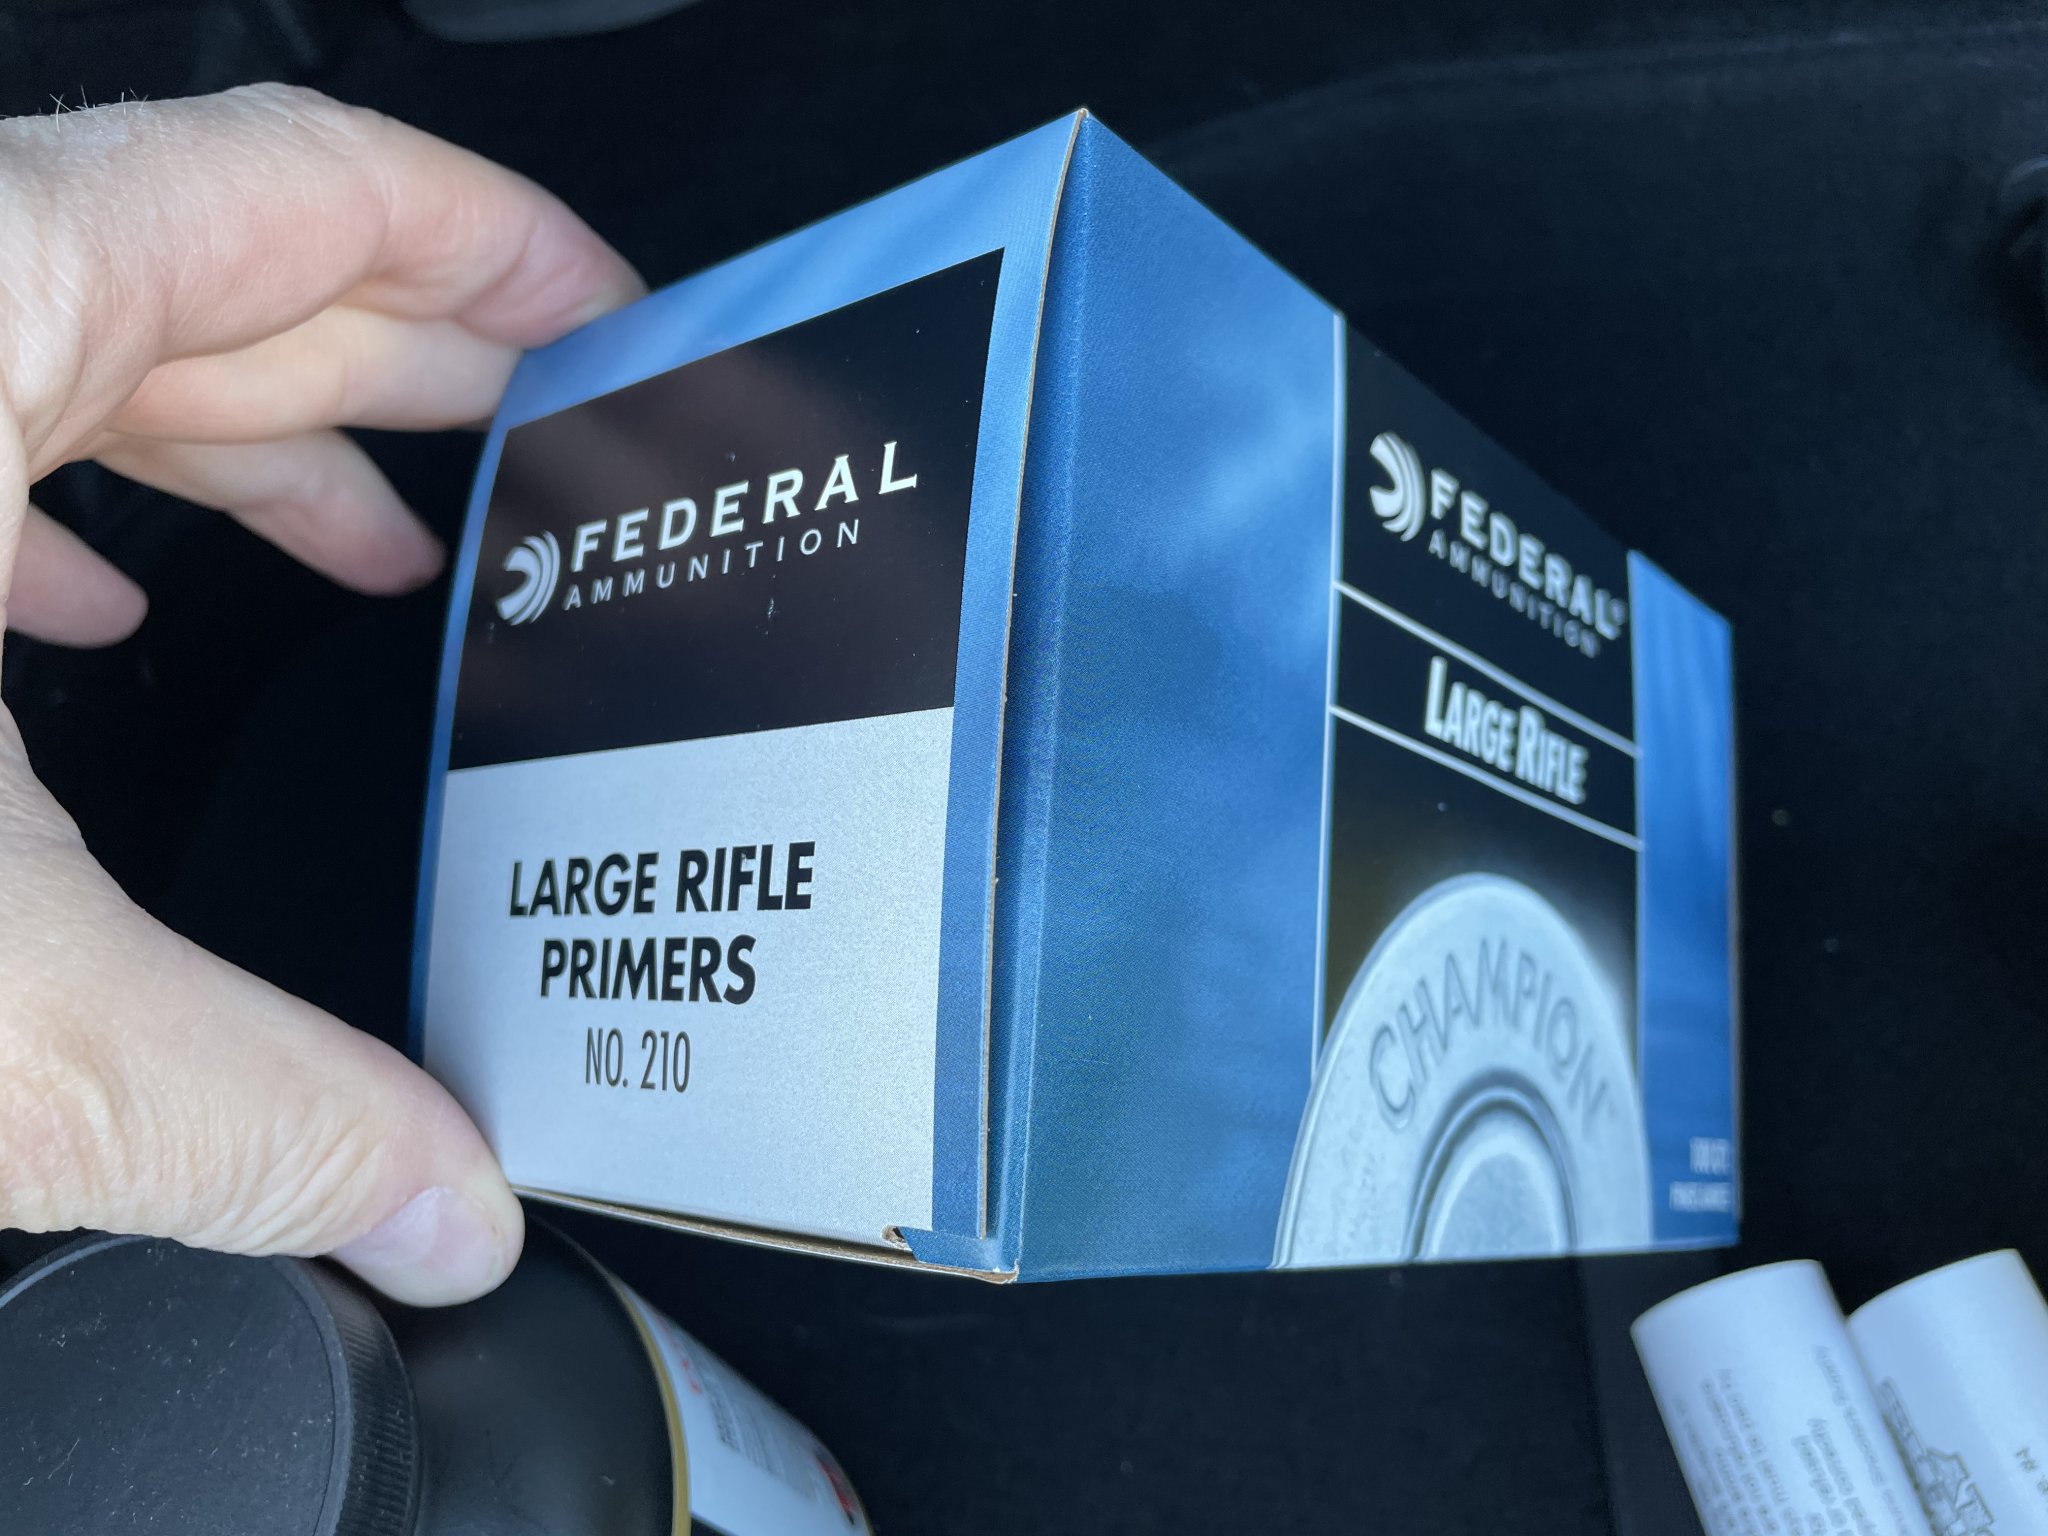 FEDERAL
AMMUNITION
LARGE RIFLE
PRIMERS
NO. 210
FEDERAL®
AMMUNITION
LARGE RIFLE
CHAMPION